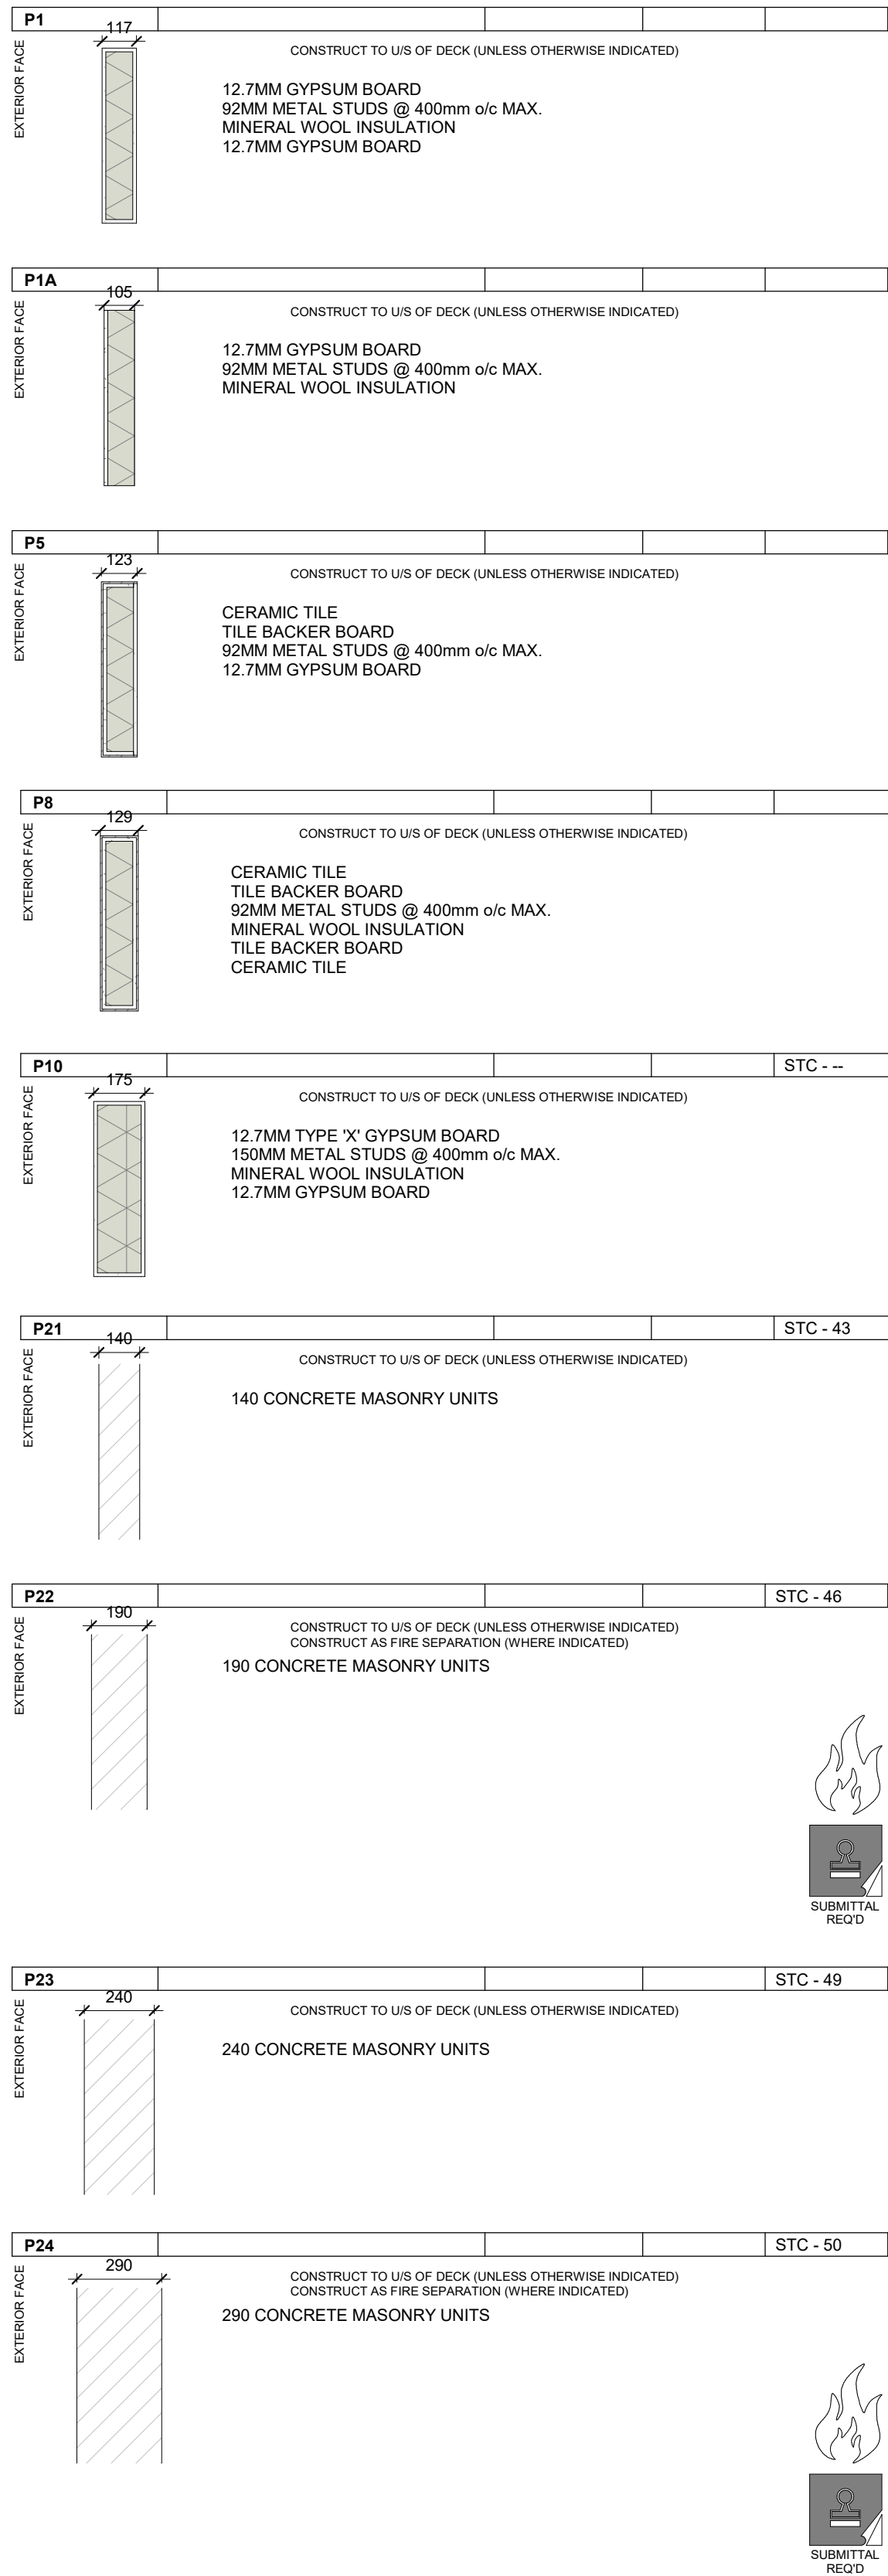 P1
117
EXTERIOR FACE
CONSTRUCT TO U/S OF DECK (UNLESS OTHERWISE INDICATED)
12.7MM GYPSUM BOARD
92MM METAL STUDS @ 400mm o/c MAX.
MINERAL WOOL INSULATION
12.7MM GYPSUM BOARD
P1A
105
EXTERIOR FACE
CONSTRUCT TO U/S OF DECK (UNLESS OTHERWISE INDICATED)
12.7MM GYPSUM BOARD
92MM METAL STUDS @ 400mm o/c MAX.
MINERAL WOOL INSULATION
P5
123
EXTERIOR FACE
CONSTRUCT TO U/S OF DECK (UNLESS OTHERWISE INDICATED)
CERAMIC TILE
TILE BACKER BOARD
92MM METAL STUDS @ 400mm o/c MAX.
12.7MM GYPSUM BOARD
P8
129
EXTERIOR FACE
CONSTRUCT TO U/S OF DECK (UNLESS OTHERWISE INDICATED)
CERAMIC TILE
TILE BACKER BOARD
92MM METAL STUDS @ 400mm o/c MAX.
MINERAL WOOL INSULATION
TILE BACKER BOARD
CERAMIC TILE
P10 STC - --
175
EXTERIOR FACE
CONSTRUCT TO U/S OF DECK (UNLESS OTHERWISE INDICATED)
12.7MM TYPE 'X' GYPSUM BOARD
150MM METAL STUDS @ 400mm o/c MAX.
MINERAL WOOL INSULATION
12.7MM GYPSUM BOARD
P21 STC - 43
140
EXTERIOR FACE
CONSTRUCT TO U/S OF DECK (UNLESS OTHERWISE INDICATED)
140 CONCRETE MASONRY UNITS
P22 STC - 46
190
EXTERIOR FACE
CONSTRUCT TO U/S OF DECK (UNLESS OTHERWISE INDICATED)
CONSTRUCT AS FIRE SEPARATION (WHERE INDICATED)
190 CONCRETE MASONRY UNITS
SUBMITTAL
REQ'D
P23 STC - 49
240
EXTERIOR FACE
CONSTRUCT TO U/S OF DECK (UNLESS OTHERWISE INDICATED)
240 CONCRETE MASONRY UNITS
P24 STC - 50
290
EXTERIOR FACE
CONSTRUCT TO U/S OF DECK (UNLESS OTHERWISE INDICATED)
CONSTRUCT AS FIRE SEPARATION (WHERE INDICATED)
290 CONCRETE MASONRY UNITS
SUBMITTAL
REQ'D